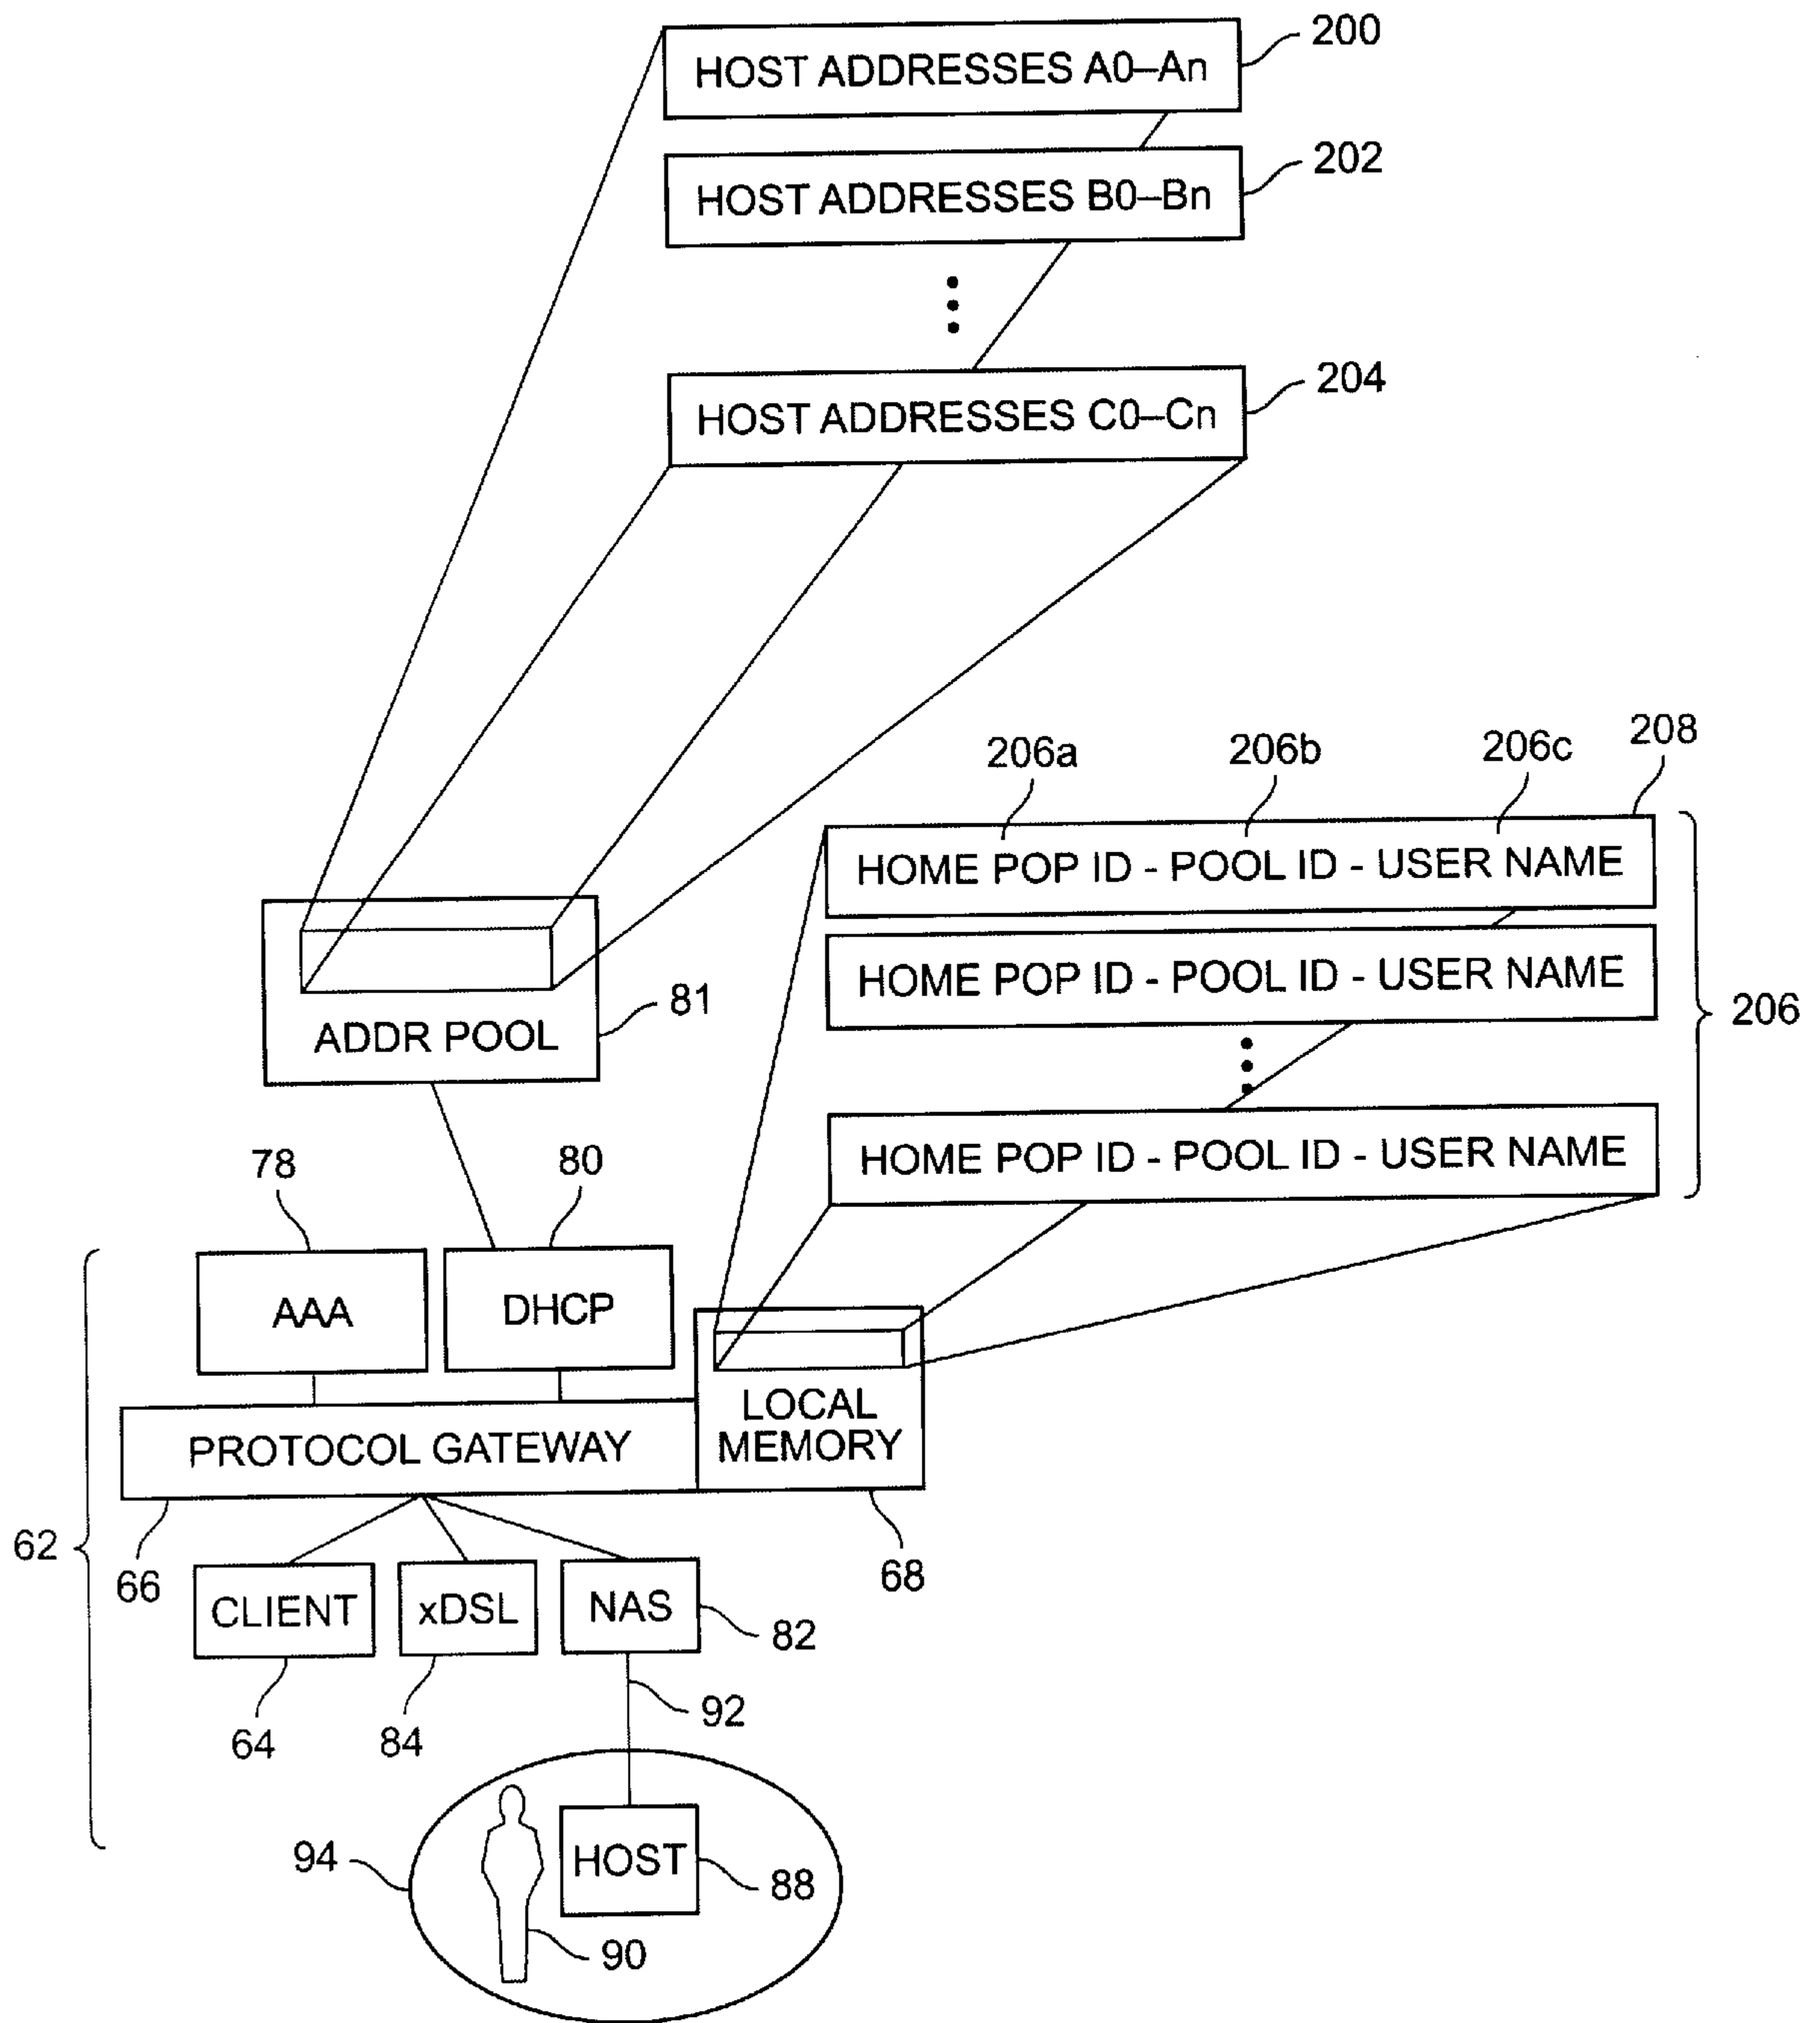 200
HOST ADDRESSES A0–An
202
HOST ADDRESSES B0–Bn
204
HOST ADDRESSES C0–Cn
208
206a
206b
206c
HOME POP ID - POOL ID - USER NAME
HOME POP ID - POOL ID - USER NAME
206
HOME POP ID - POOL ID - USER NAME
81
ADDR POOL
78
80
AAA
DHCP
LOCAL
MEMORY
PROTOCOL GATEWAY
62
66
68
CLIENT
xDSL
NAS
82
64
84
92
94
HOST
88
90